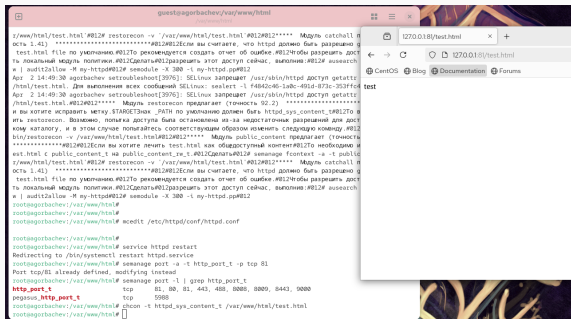 guest@agorbachev:/var/www/html
/var/www/html
r/www/html/test.html'#012# restorecon -v '/var/www/html/test.html'#012#012***** Модуль catchall п
ость 1.41) **************************#012#012Если вы считаете, что httpd должно быть разрешено g
test.html file по умолчанию.#012То рекомендуется создать отчет об ошибке.#012Чтобы разрешить дост
ть локальный модуль политики.#012Сделать#012разрешить этот доступ сейчас, выполнив:#012# ausearch
w | audit2allow -M my-httpd#012# semodule -X 300 -i my-httpd.pp#012
Apr 2 14:49:30 agorbachev setroubleshoot[3976]: SELinux запрещает /usr/sbin/httpd доступ getattr
/html/test.html. Для выполнения всех сообщений SELinux: sealert -l f4842c46-1a0c-491d-873c-353ffc4
Apr 2 14:49:30 agorbachev setroubleshoot[3976]: SELinux запрещает /usr/sbin/httpd доступ getattr
/html/test.html.#012#012***** Модуль restorecon предлагает (точность 92.2) ****************
и вы хотите исправить метку.$TARGETЗнак _PATH по умолчанию должен быть httpd_sys_content_t#012То в
ить restorecon. Возможно, попытка доступа была остановлена из-за недостаточных разрешений для дост
кому каталогу, и в этом случае попытайтесь соответствующим образом изменить следующую команду.#012
bin/restorecon -v /var/www/html/test.html#012#012***** Модуль public_content предлагает (точность
**************#012#012Если вы хотите лечить test.html как общедоступный контент#012То необходимо и
est.html с public_content_t на public_content_rw_t.#012Сделать#012# semanage fcontext -a -t public
r/www/html/test.html'#012# restorecon -v '/var/www/html/test.html'#012#012***** Модуль catchall п
ость 1.41) **************************#012#012Если вы считаете, что httpd должно быть разрешено g
test.html file по умолчанию.#012То рекомендуется создать отчет об ошибке.#012Чтобы разрешить дост
ть локальный модуль политики.#012Сделать#012разрешить этот доступ сейчас, выполнив:#012# ausearch
w | audit2allow -M my-httpd#012# semodule -X 300 -i my-httpd.pp#012
root@agorbachev:/var/www/html#
root@agorbachev:/var/www/html#
root@agorbachev:/var/www/html# mcedit /etc/httpd/conf/httpd.conf
root@agorbachev:/var/www/html#
root@agorbachev:/var/www/html# service httpd restart
Redirecting to /bin/systemctl restart httpd.service
root@agorbachev:/var/www/html# semanage port -a -t http_port_t -p tcp 81
Port tcp/81 already defined, modifying instead
root@agorbachev:/var/www/html# semanage port -l | grep http_port_t
http_port_t tcp 81, 80, 81, 443, 488, 8008, 8009, 8443, 9000
pegasus_http_port_t tcp 5988
root@agorbachev:/var/www/html# chcon -t httpd_sys_content_t /var/www/html/test.html
root@agorbachev:/var/www/html#
127.0.0.1:81/test.html
127.0.0.1:81/test.html
CentOS Blog Documentation Forums
test